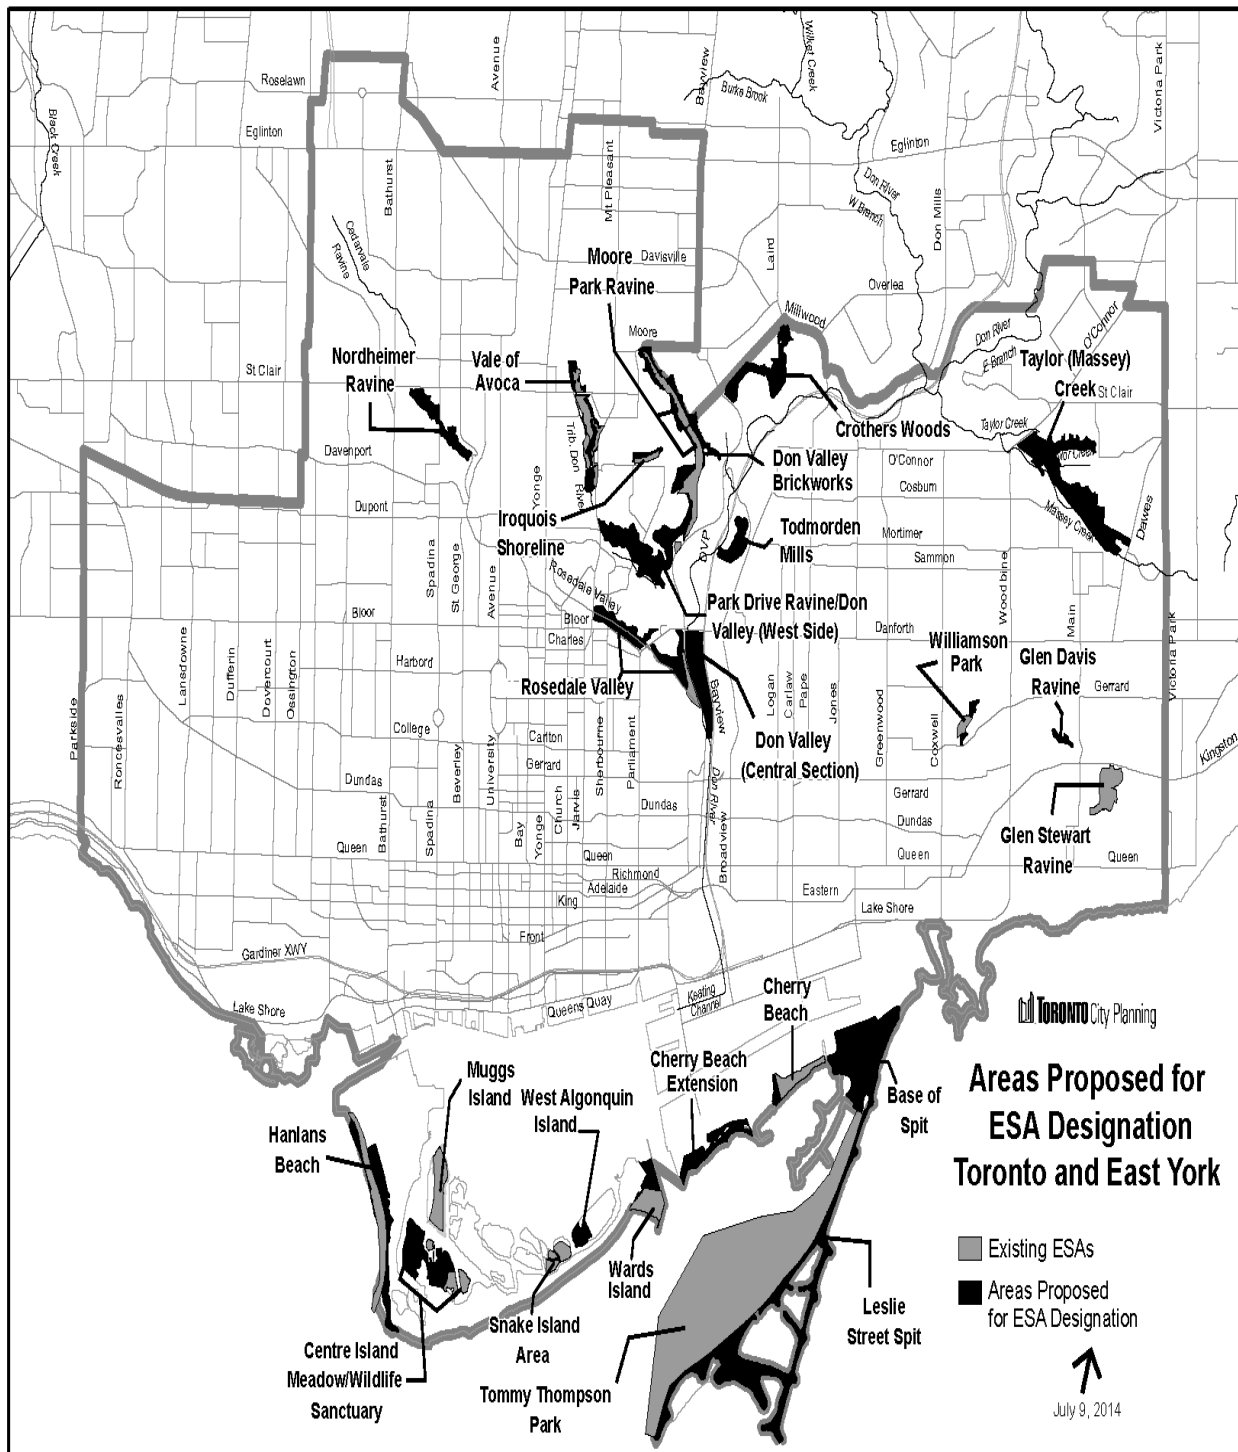 Roselawn
Avenue
Bayview
Burke Brook
Wilket Creek
Victoria Park
Black Creek
Eglinton
Bathurst
Mt Pleasant
Eglinton
Don River
W Branch
Don Mills
Cedarvale
Ravine
Moore
Park Ravine
Davisville
Laird
Overlea
Millwood
Moore
Don River
E Branch
O'Connor
Nordheimer
Ravine
Vale of
Avoca
St Clair
Taylor (Massey)
Creek
St Clair
Crothers Woods
Taylor Creek
Trib. Don
River
Davenport
Yonge
Don Valley
Brickworks
O'Connor
Cosburn
Dupont
Iroquois
Shoreline
Todmorden
Mills
DVP
Mortimer
Sammon
Massey Creek
Dawes
Spadina
St George
Avenue
Rosedale Valley
Park Drive Ravine/Don
Valley (West Side)
Woodbine
Main
Bloor
Bloor
Charles
Danforth
Williamson
Park
Glen Davis
Ravine
Victoria Park
Parkside
Roncesvalles
Lansdowne
Dufferin
Dovercourt
Ossington
Harbord
Rosedale Valley
Bayview
Logan
Carlaw
Pape
Jones
Greenwood
Coxwell
Gerrard
College
Carlton
Gerrard
Don Valley
(Central Section)
Kingston
Dundas
Bathurst
Spadina
Beverley
University
Bay
Yonge
Church
Jarvis
Sherbourne
Parliament
Dundas
Don River
Broadview
Gerrard
Dundas
Glen Stewart
Ravine
Queen
Queen
Richmond
Adelaide
King
Queen
Queen
Eastern
Lake Shore
Front
Gardiner XWY
Lake Shore
Queens Quay
Keating
Channel
Cherry
Beach
TORONTO City Planning
Muggs
Island
West Algonquin
Island
Cherry Beach
Extension
Base of
Spit
Areas Proposed for
ESA Designation
Toronto and East York
Hanlans
Beach
Existing ESAs
Areas Proposed
for ESA Designation
Wards
Island
Leslie
Street Spit
Snake Island
Area
Centre Island
Meadow/Wildlife
Sanctuary
Tommy Thompson
Park
July 9, 2014